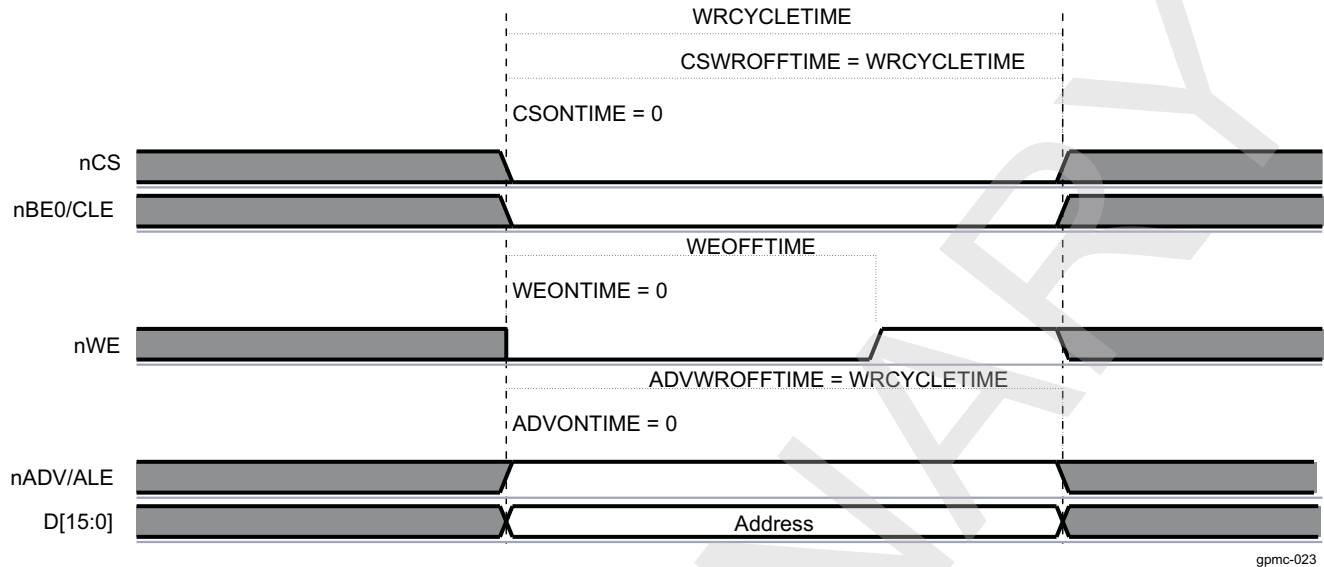 WRCYCLETIME
CSWROFFTIME = WRCYCLETIME
CSONTIME = 0
nCS
nBE0/CLE
WEOFFTIME
WEONTIME = 0
nWE
ADVWROFFTIME = WRCYCLETIME
ADVONTIME = 0
nADV/ALE
D[15:0]
Address
gpmc-023